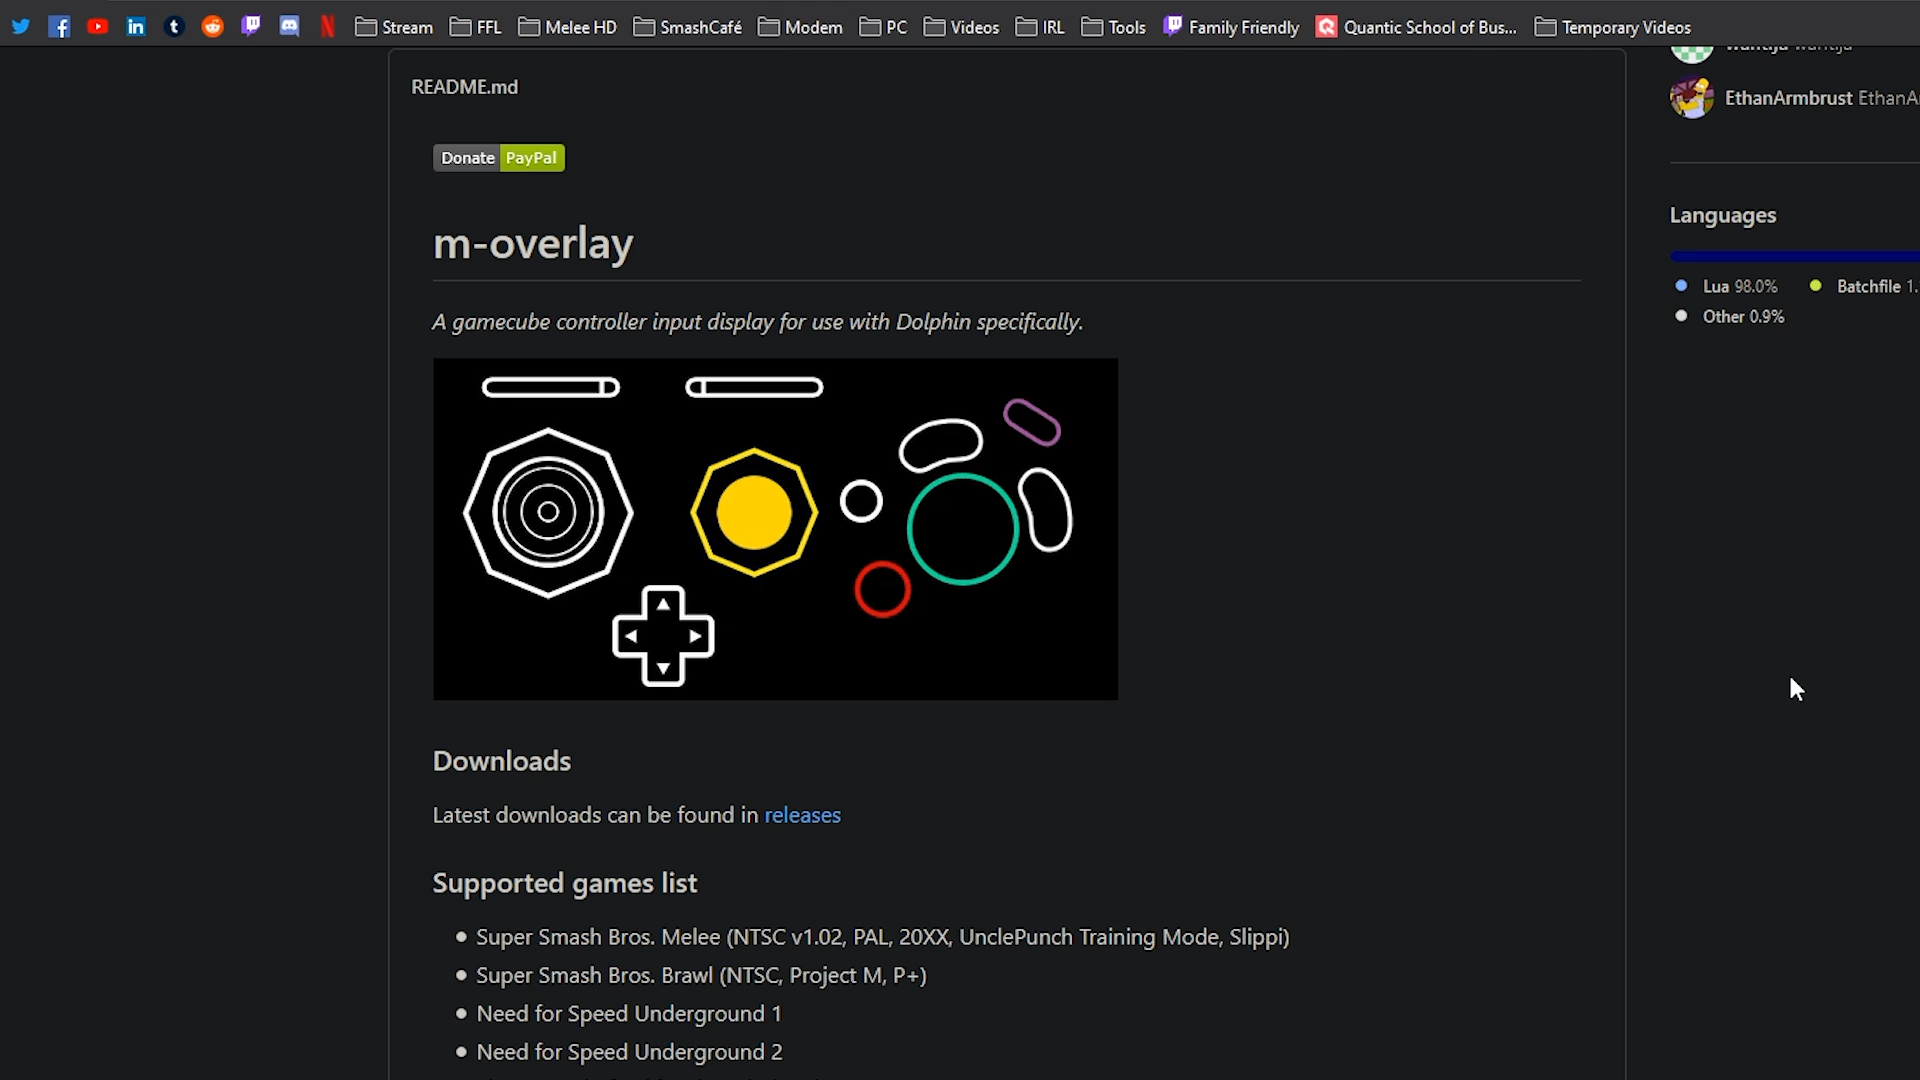 Stream FFL Melee HD SmashCafé Modem PC Videos IRL Tools Family Friendly Quantic School of Bus... Temporary Videos
README.md
EthanArmbrust EthanA
Donate PayPal
Languages
m-overlay
Lua 98.0% Batchfile 1.
Other 0.9%
A gamecube controller input display for use with Dolphin specifically.
Downloads
Latest downloads can be found in releases
Supported games list
Super Smash Bros. Melee (NTSC v1.02, PAL, 20XX, UnclePunch Training Mode, Slippi)
Super Smash Bros. Brawl (NTSC, Project M, P+)
Need for Speed Underground 1
Need for Speed Underground 2